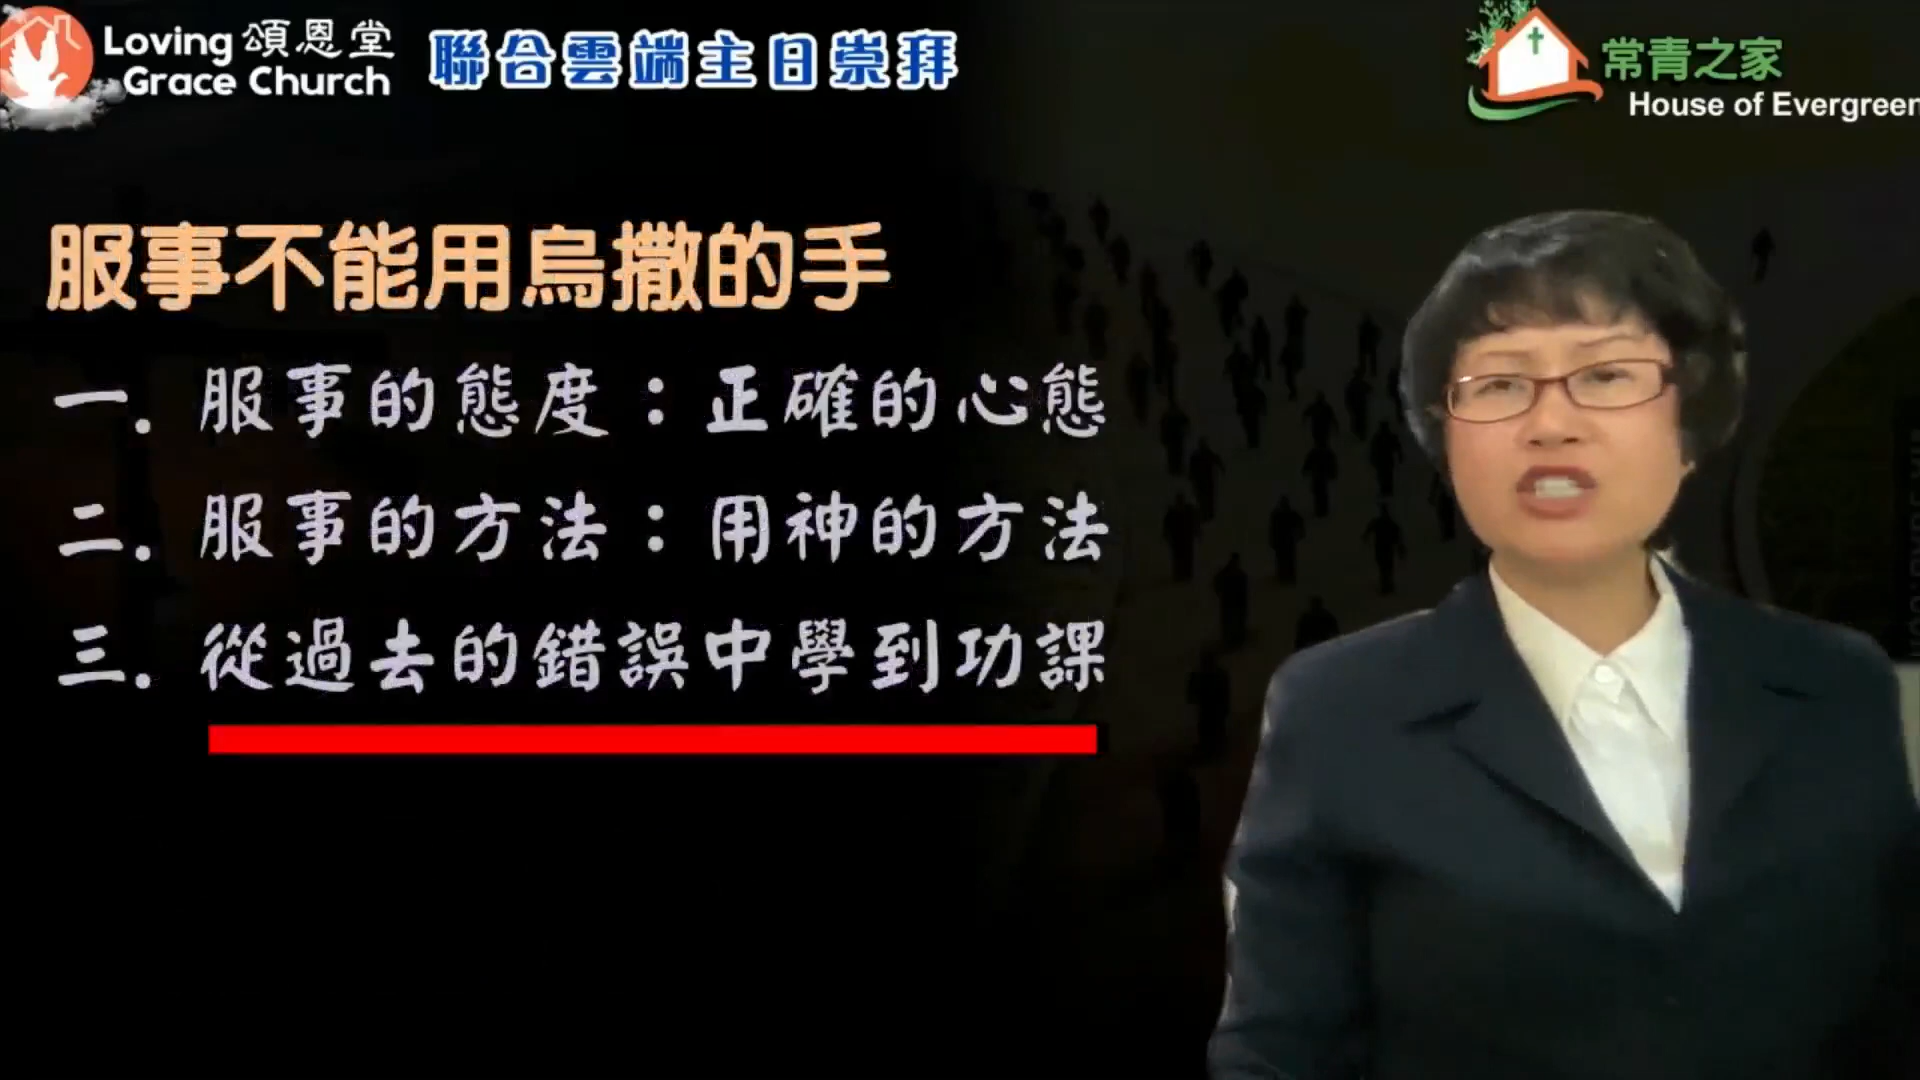 Loving 頌恩堂
Grace Church
聯合雲端主日崇拜
常青之家
House of Evergreen
服事不能用烏撒的手
一. 服事的態度：正確的心態
二. 服事的方法：用神的方法
三. 從過去的錯誤中學到功課